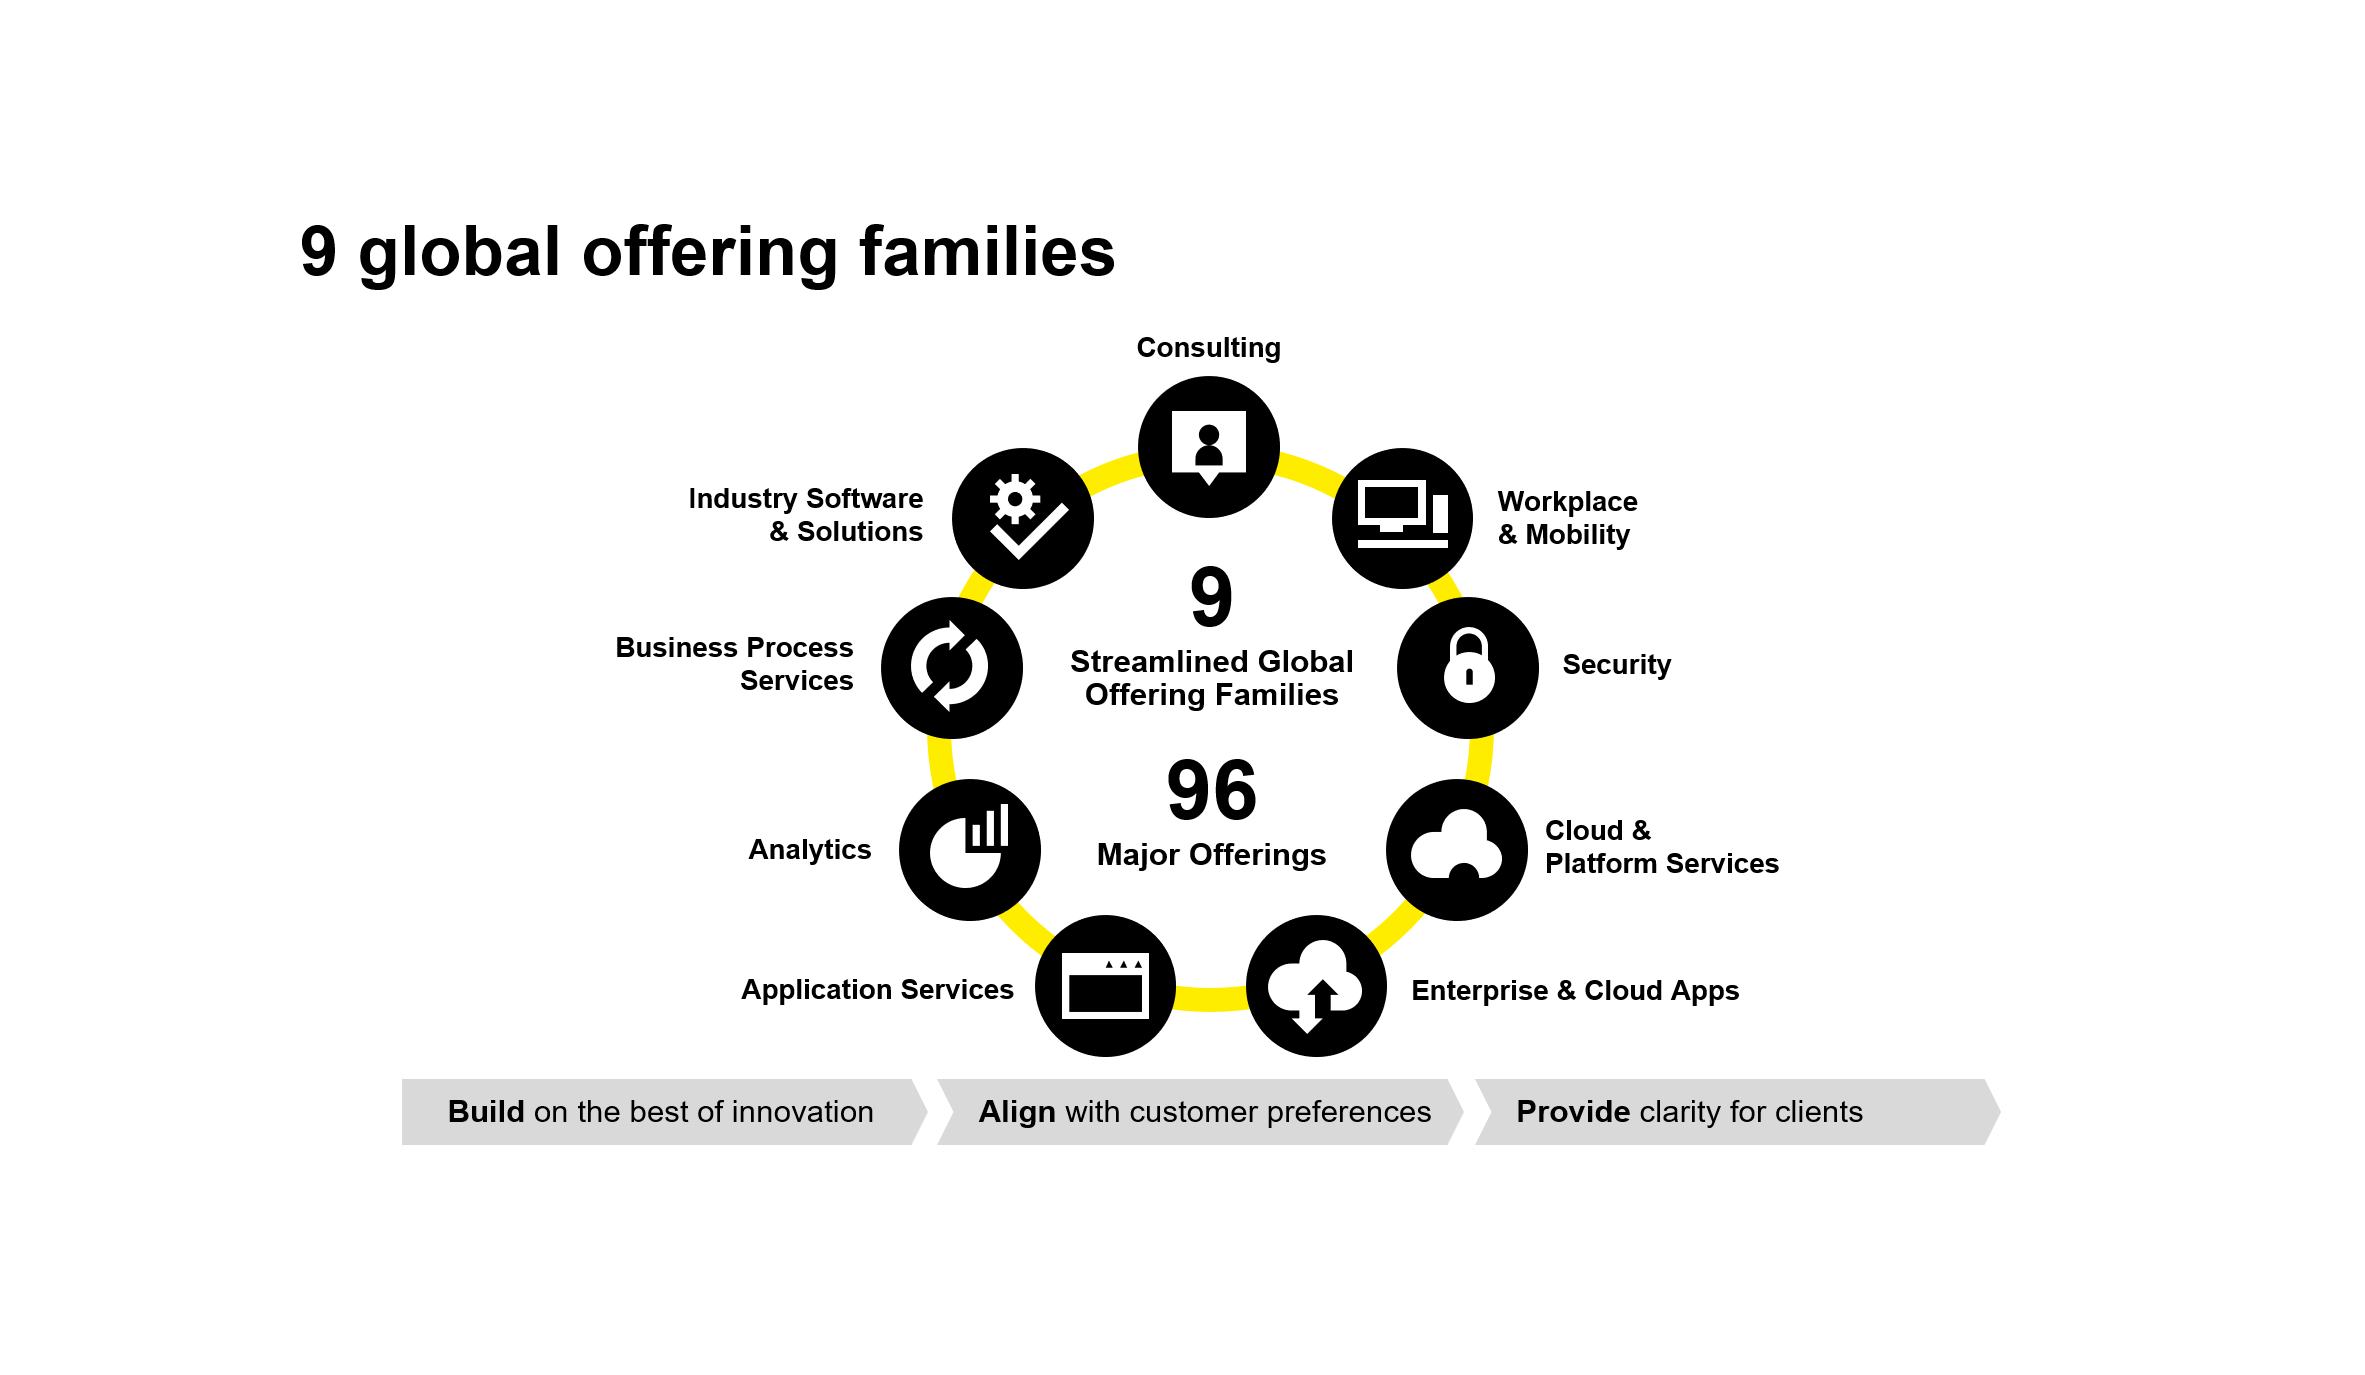 9 global offering families
Consulting
Industry Software
& Solutions
Workplace
& Mobility
9
Streamlined Global
Offering Families
Business Process
Services
Security
96
Major Offerings
Analytics
Cloud &
Platform Services
Application Services
Enterprise & Cloud Apps
Build on the best of innovation
Align with customer preferences
Provide clarity for clients